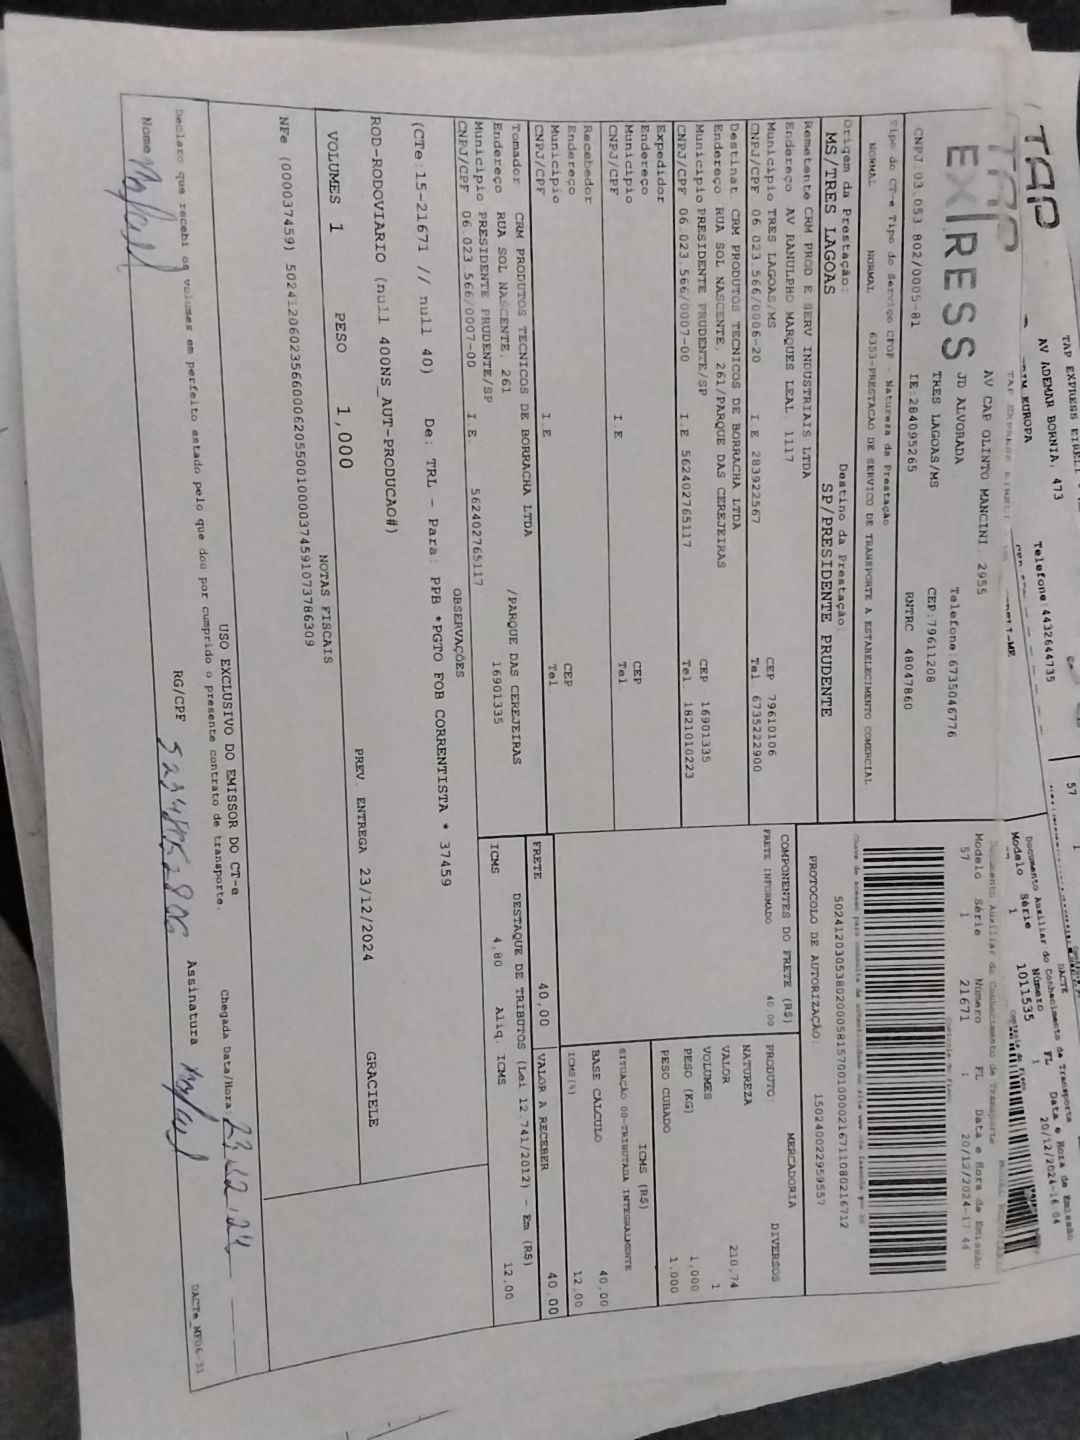 TAP
TAP EXPRESS EIRELI
AV ADEMAR BORNIA, 473
Telefone: 4432644735
EUROPA
DACTE
Documento Auxiliar do Conhecimento de Transporte
Modelo Série Número FL Data e Hora de Emissão
1 1011535 1 20/12/2024-16 04
57
TAP
EX/RESS
AV CAP OLINTO MANCINI, 2955
JD ALVORADA
Telefone: 6735046776
TRES LAGOAS/MS
CEP: 79611208
CNPJ. 03.053.802/0005-81
IE: 284095265
RNTRC 48047860
Documento Auxiliar do Conhecimento de Transporte
Modelo Série Número FL Data e Hora de Emissão
57 1 21671 1 20/12/2024-17 44
Tipo do CT-e Tipo do Serviço CFOP - Natureza da Prestação
NORMAL NORMAL 6353-PRESTACAO DE SERVICO DE TRANSPORTE A ESTABELECIMENTO COMERCIAL
50241203053802000581570010000216711080216712
PROTOCOLO DE AUTORIZAÇÃO: 150240022959557
Origem da Prestação: Destino da Prestação:
MS/TRES LAGOAS SP/PRESIDENTE PRUDENTE
Remetente CRM PROD E SERV INDUSTRIAIS LTDA
Endereço AV RANULPHO MARQUES LEAL, 1117
Município TRES LAGOAS/MS CEP 79610106
CNPJ/CPF 06.023.566/0006-20 I.E 283922567 Tel. 6735222900
Destinat. CRM PRODUTOS TECNICOS DE BORRACHA LTDA
Endereço RUA SOL NASCENTE, 261/PARQUE DAS CEREJEIRAS
Município PRESIDENTE PRUDENTE/SP CEP 16901335
CNPJ/CPF 06.023.566/0007-00 I.E 562402765117 Tel. 1821010223
Expedidor
Endereço
Município CEP
CNPJ/CPF I.E Tel.
Recebedor
Endereço
Município CEP
CNPJ/CPF I.E Tel.
Tomador CRM PRODUTOS TECNICOS DE BORRACHA LTDA
Endereço RUA SOL NASCENTE, 261 /PARQUE DAS CEREJEIRAS
Município PRESIDENTE PRUDENTE/SP 16901335
CNPJ/CPF 06.023.566/0007-00 I.E 562402765117
COMPONENTES DO FRETE (R$)
FRETE INFORMADO 40,00
PRODUTO: MERCADORIA DIVERSOS
NATUREZA
VALOR 210,74
VOLUMES 1
PESO (KG) 1,000
PESO CUBADO 1,000
ICMS (R$)
SITUAÇÃO 00-TRIBUTADA INTEGRALMENTE
BASE CÁLCULO 40,00
ICMS(%) 12,00
FRETE 40,00 VALOR A RECEBER 40,00
DESTAQUE DE TRIBUTOS (Lei 12.741/2012) - Em (R$)
ICMS 4,80 Aliq. ICMS 12,00
OBSERVAÇÕES
(CTe:15-21671 // null 40) De: TRL - Para: PPB *PGTO FOB CORRENTISTA * 37459
ROD-RODOVIARIO (null 400NS_AUT-PRODUCAO#)
VOLUMES 1 PESO 1,000 PREV. ENTREGA 23/12/2024 GRACIELE
NOTAS FISCAIS
NFe (000037459) 50241206023566000620550010000374591073786309
USO EXCLUSIVO DO EMISSOR DO CT-e
Declaro que recebi os volumes em perfeito estado pelo que dou por cumprido o presente contrato de transporte.
Chegada Data/Hora: 23.12.24
Nome RG/CPF Assinatura
DACTe_MF06-31